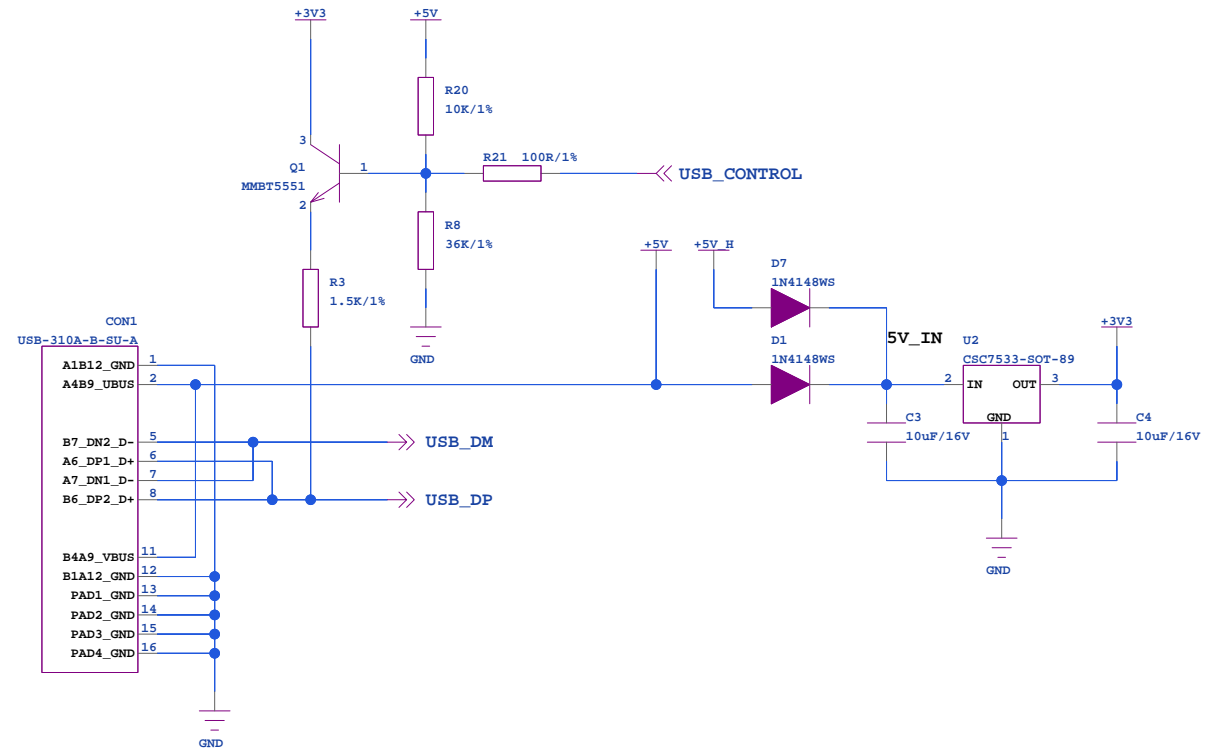 +3V3
+5V
R20
10K/1%
3
Q1
MMBT5551
1
2
R21 100R/1%
USB_CONTROL
R8
36K/1%
GND
R3
1.5K/1%
+5V
+5V_H
D7
1N4148WS
D1
1N4148WS
5V_IN
U2
CSC7533-SOT-89
2
IN
OUT
3
GND
1
+3V3
C3
10uF/16V
C4
10uF/16V
GND
CON1
USB-310A-B-SU-A
A1B12_GND 1
A4B9_UBUS 2
B7_DN2_D- 5
A6_DP1_D+ 6
A7_DN1_D- 7
B6_DP2_D+ 8
B4A9_VBUS 11
B1A12_GND 12
PAD1_GND 13
PAD2_GND 14
PAD3_GND 15
PAD4_GND 16
USB_DM
USB_DP
GND